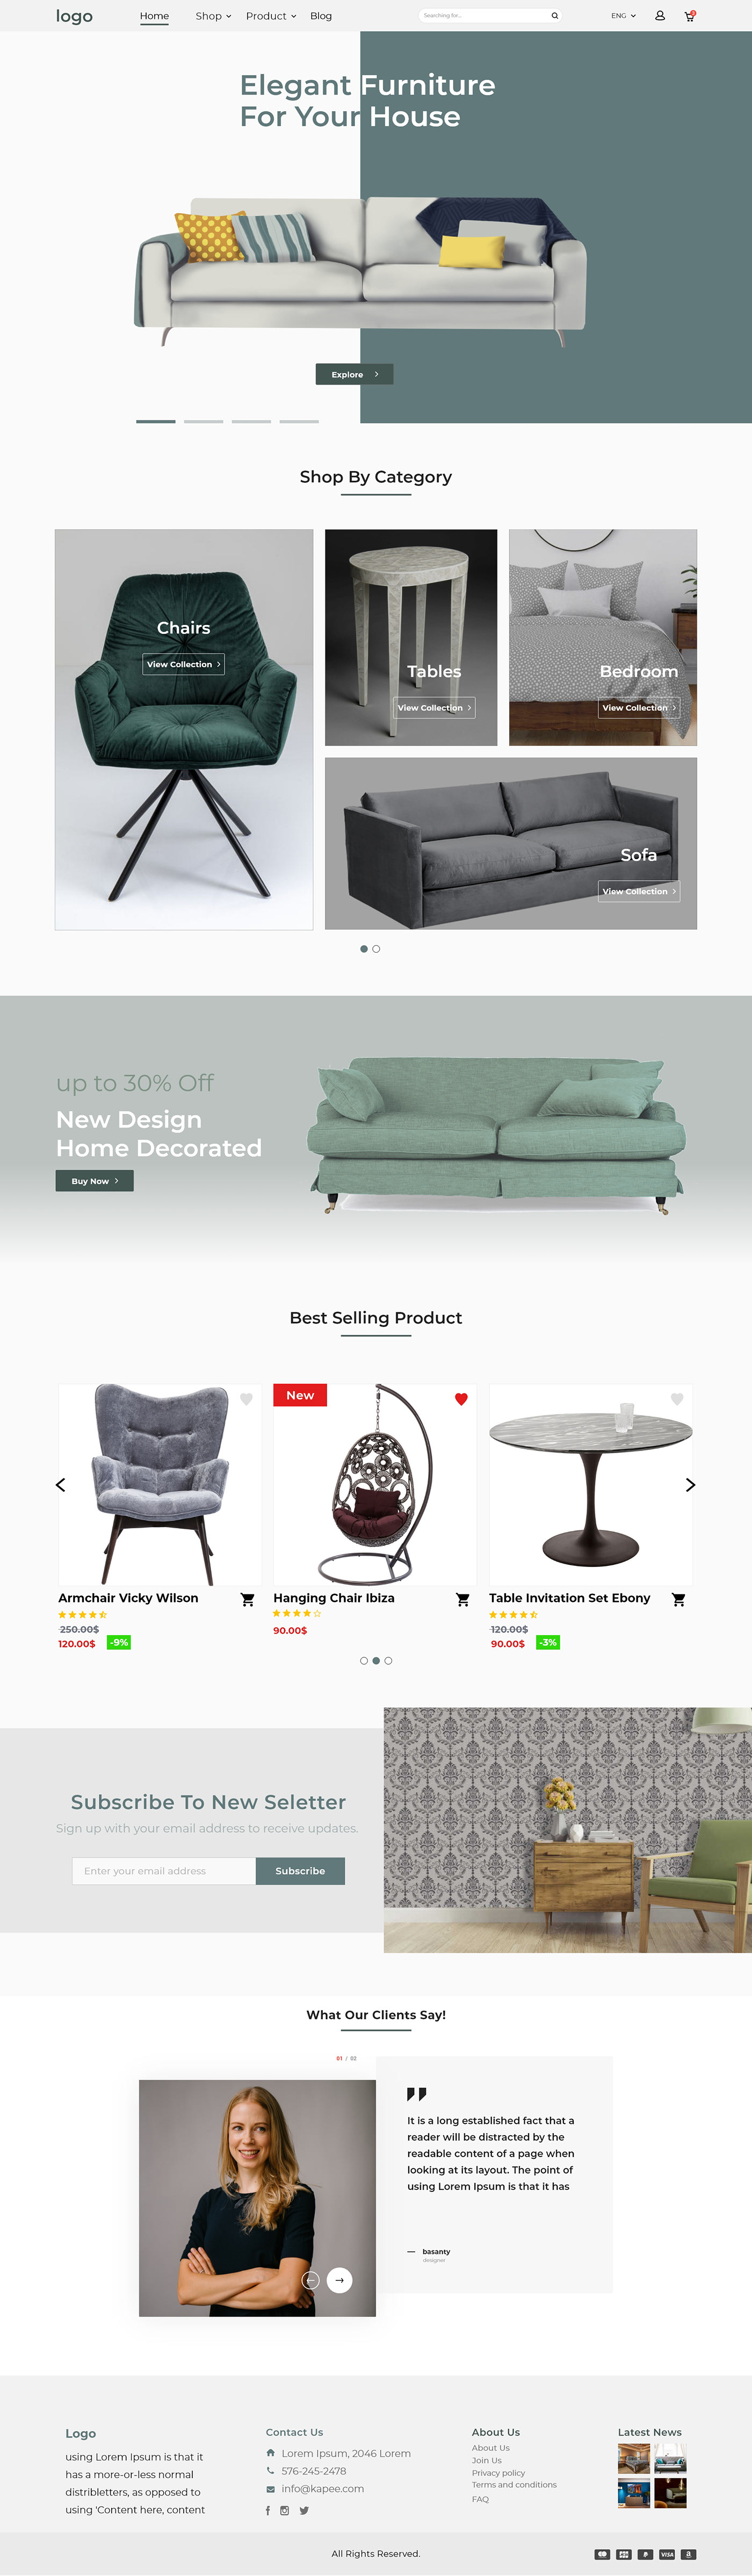 logo
Home
Shop
Product
Blog
Searching for...
ENG
Elegant Furniture
For Your House
Explore
Shop By Category
Chairs
View Collection
Tables
View Collection
Bedroom
View Collection
Sofa
View Collection
up to 30% Off
New Design
Home Decorated
Buy Now
Best Selling Product
New
Armchair Vicky Wilson
250.00$
120.00$
-9%
Hanging Chair Ibiza
90.00$
Table Invitation Set Ebony
120.00$
90.00$
-3%
Subscribe To New Seletter
Sign up with your email address to receive updates.
Enter your email address
Subscribe
What Our Clients Say!
01 / 02
It is a long established fact that a
reader will be distracted by the
readable content of a page when
looking at its layout. The point of
using Lorem Ipsum is that it has
basanty
designer
Logo
using Lorem Ipsum is that it
has a more-or-less normal
distribletters, as opposed to
using 'Content here, content
Contact Us
Lorem Ipsum, 2046 Lorem
576-245-2478
info@kapee.com
About Us
About Us
Join Us
Privacy policy
Terms and conditions
FAQ
Latest News
All Rights Reserved.
VISA